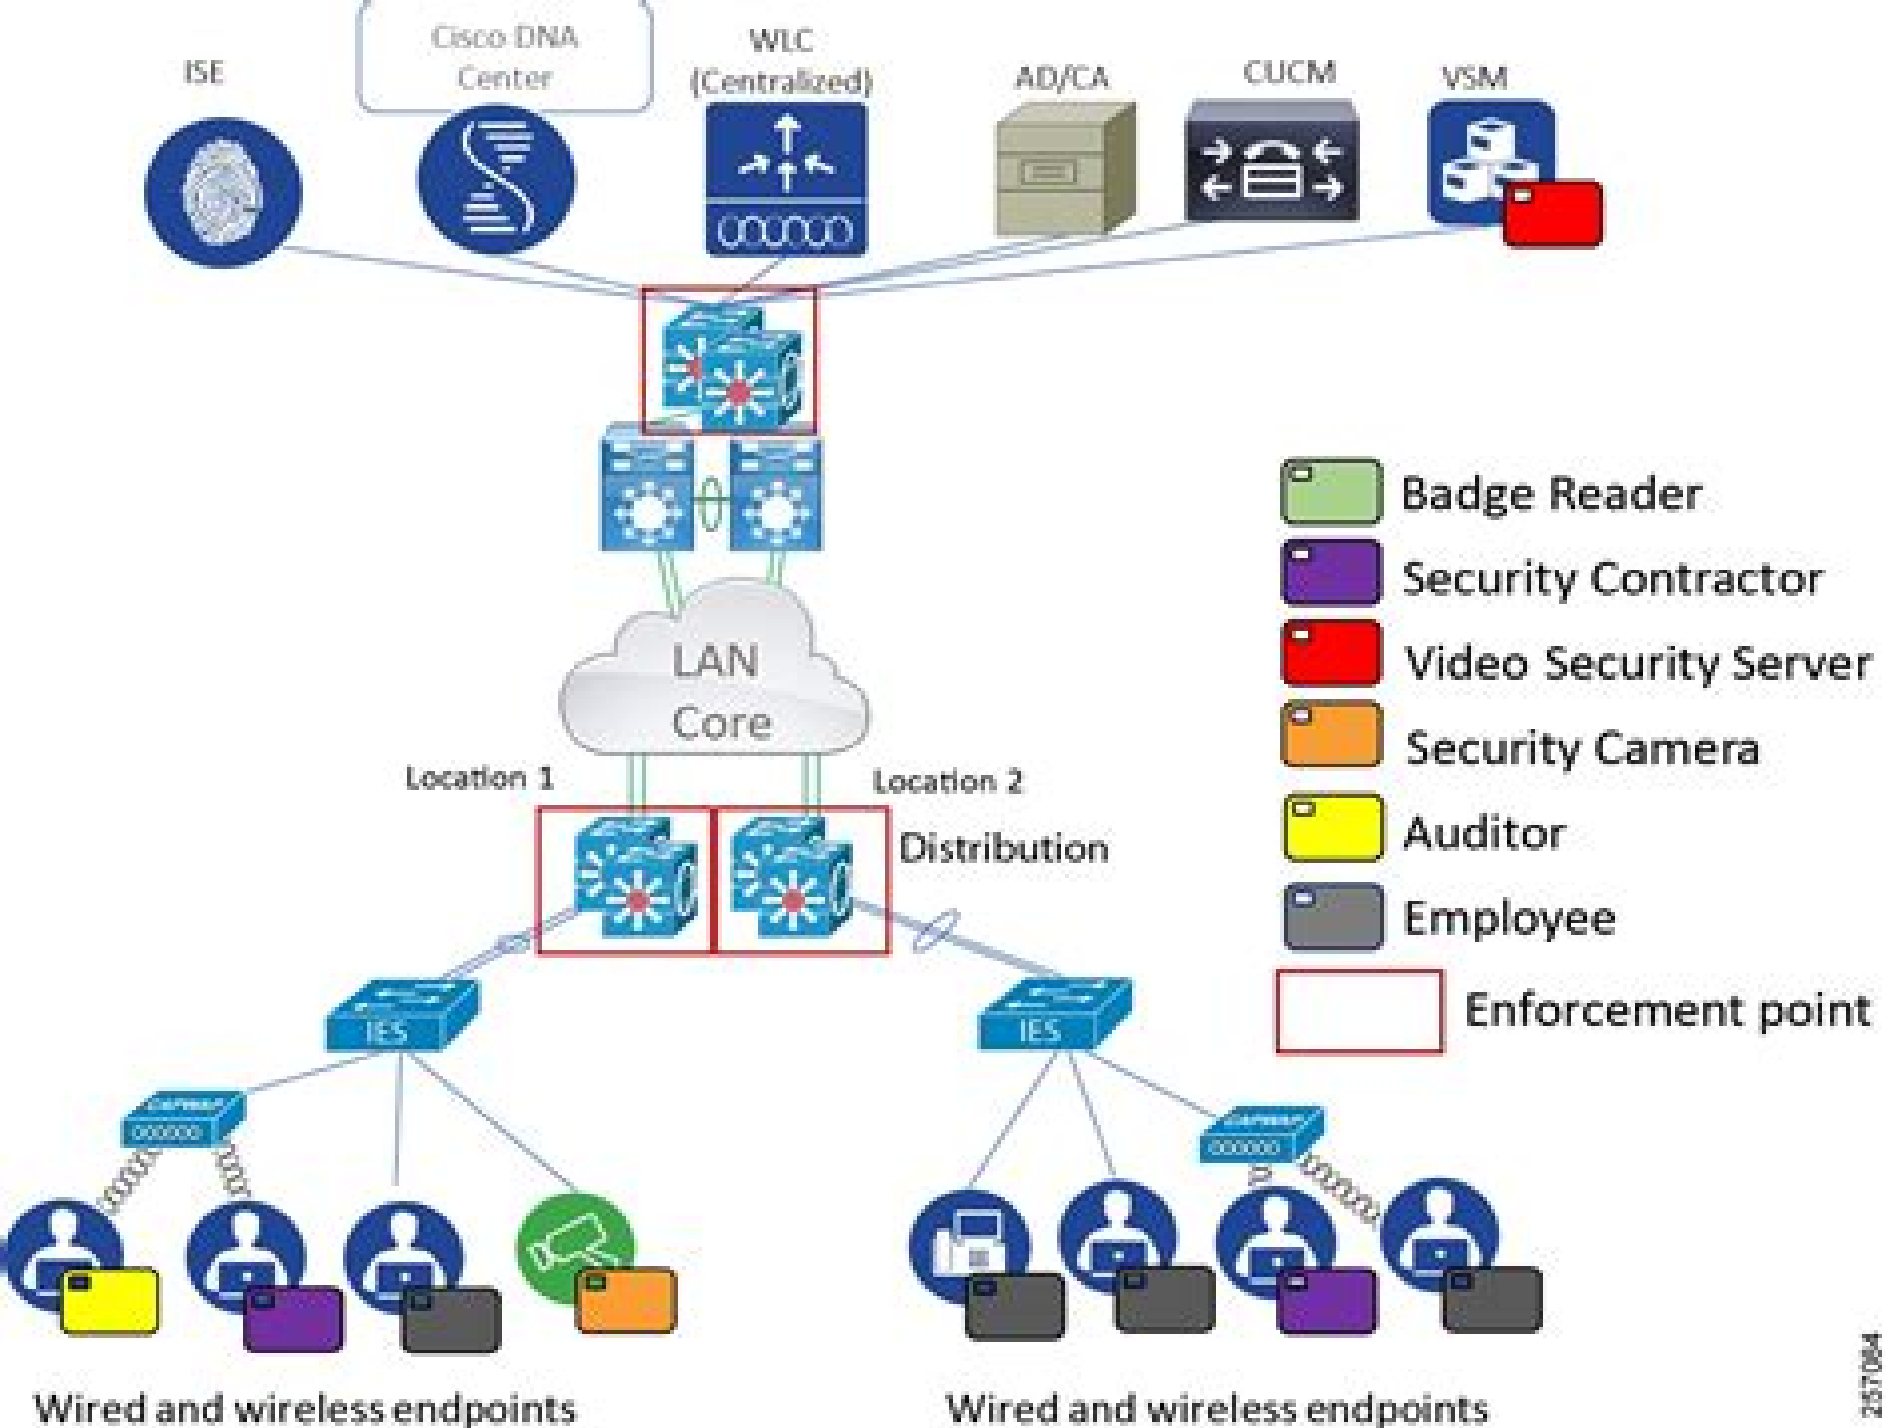 ISE
Cisco DNA
Center
WLC
(Centralized)
AD/CA
CUCM
VSM
LAN
Core
Location 1
Location 2
Distribution
IES
IES
CAPWAP
CAPWAP
Badge Reader
Security Contractor
Video Security Server
Security Camera
Auditor
Employee
Enforcement point
Wired and wireless endpoints
Wired and wireless endpoints
257084